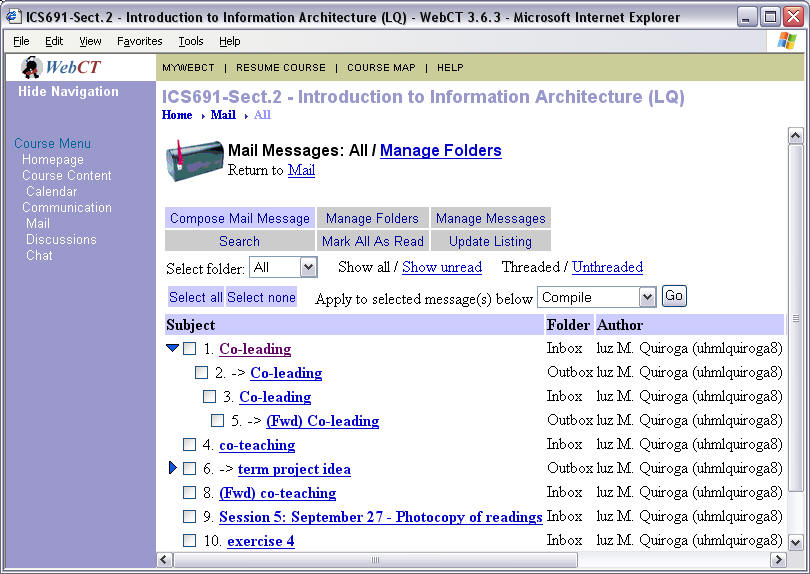 ICS691-Sect.2 - Introduction to Information Architecture (LQ) - WebCT 3.6.3 - Microsoft Internet Explorer
File Edit View Favorites Tools Help
WebCT
MYWEBCT | RESUME COURSE | COURSE MAP | HELP
Hide Navigation
ICS691-Sect.2 - Introduction to Information Architecture (LQ)
Home › Mail › All
Course Menu
Homepage
Course Content
Calendar
Communication
Mail
Discussions
Chat
Mail Messages: All / Manage Folders
Return to Mail
Compose Mail Message Manage Folders Manage Messages
Search Mark All As Read Update Listing
Select folder: All Show all / Show unread Threaded / Unthreaded
Select all Select none Apply to selected message(s) below Compile Go
Subject Folder Author
1. Co-leading Inbox luz M. Quiroga (uhmlquiroga8)
2. -> Co-leading Outbox luz M. Quiroga (uhmlquiroga8)
3. Co-leading Inbox luz M. Quiroga (uhmlquiroga8)
5. -> (Fwd) Co-leading Outbox luz M. Quiroga (uhmlquiroga8)
4. co-teaching Inbox luz M. Quiroga (uhmlquiroga8)
6. -> term project idea Outbox luz M. Quiroga (uhmlquiroga8)
8. (Fwd) co-teaching Inbox luz M. Quiroga (uhmlquiroga8)
9. Session 5: September 27 - Photocopy of readings Inbox luz M. Quiroga (uhmlquiroga8)
10. exercise 4 Inbox luz M. Quiroga (uhmlquiroga8)